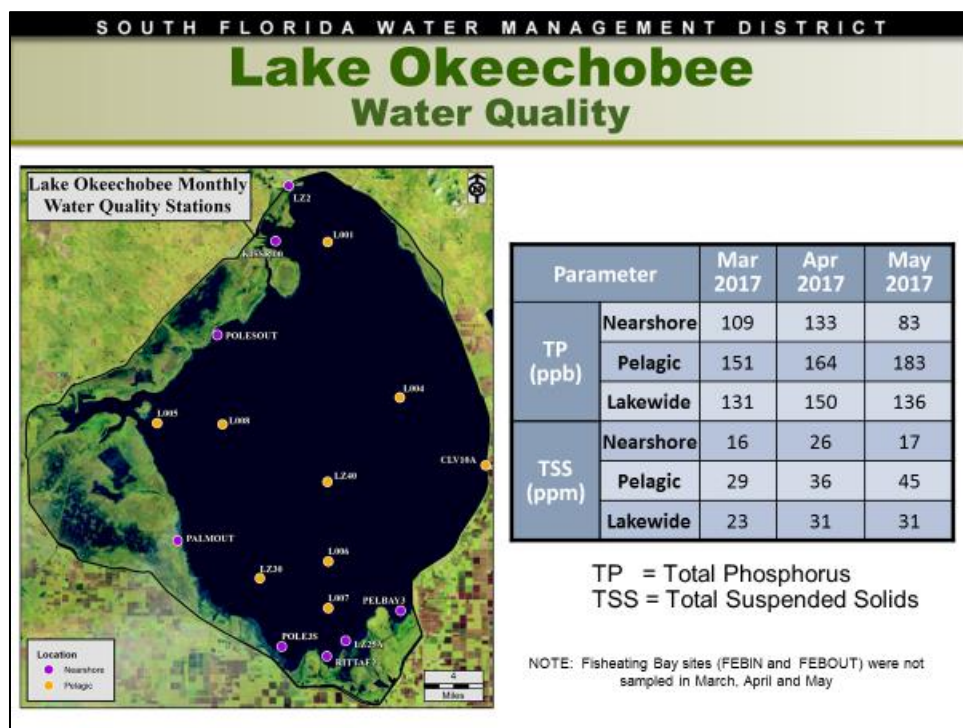 SOUTH FLORIDA WATER MANAGEMENT DISTRICT
Lake Okeechobee
Water Quality
Lake Okeechobee Monthly
Water Quality Stations
LZ2
L001
KISSR0.0
POLESOUT
L004
L005
L008
CLV10A
LZ40
PALMOUT
L006
LZ30
L007
PELBAY3
POLE3S
LZ25A
RITTAE2
Location
Nearshore
Pelagic
4
Miles
Parameter Mar 2017 Apr 2017 May 2017
TP (ppb)
Nearshore 109 133 83
Pelagic 151 164 183
Lakewide 131 150 136
TSS (ppm)
Nearshore 16 26 17
Pelagic 29 36 45
Lakewide 23 31 31
TP = Total Phosphorus
TSS = Total Suspended Solids
NOTE: Fisheating Bay sites (FEBIN and FEBOUT) were not
sampled in March, April and May